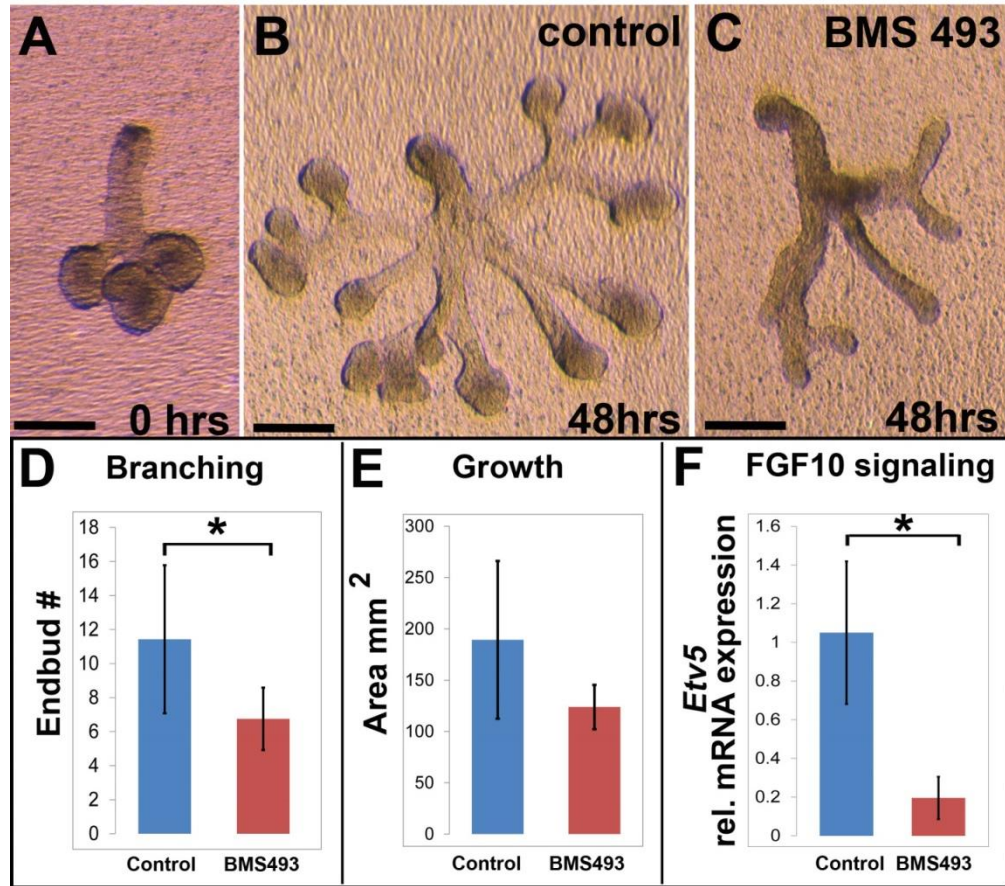 A
0 hrs
B
control
48hrs
C
BMS 493
48hrs
D
Branching
Endbud #
18
16
14
12
10
8
6
4
2
0
*
Control
BMS493
E
Growth
Area mm²
300
250
200
150
100
50
0
Control
BMS493
F
FGF10 signaling
Etv5
rel. mRNA expression
1.6
1.4
1.2
1
0.8
0.6
0.4
0.2
0
*
Control
BMS493